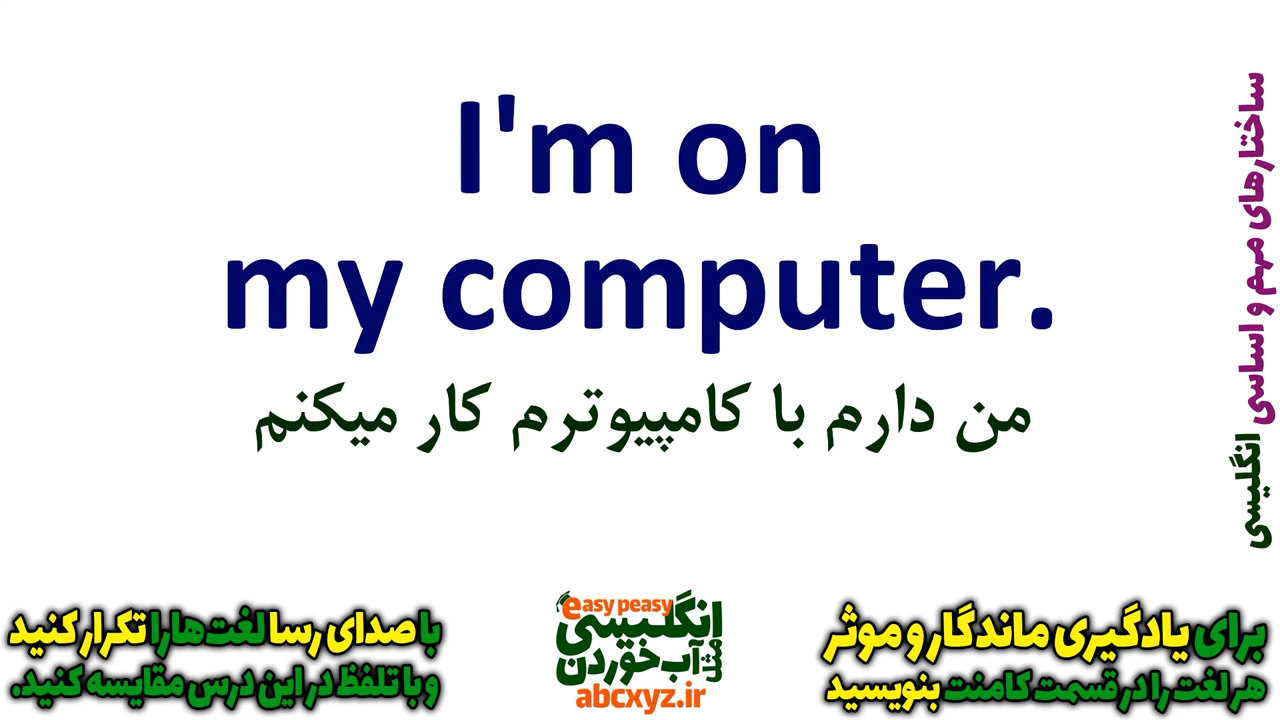 I'm on
my computer.
من دارم با کامپیوترم کار میکنم
ساختارهای مهم و اساسی انگلیسی
برای یادگیری ماندگار و موثر
هر لغت را در قسمت کامنت بنویسید
easy peasy
انگلیسی
مثل آب خوردن
abcxyz.ir
با صدای رسا لغت‌ها را تکرار کنید
و با تلفظ در این درس مقایسه کنید.